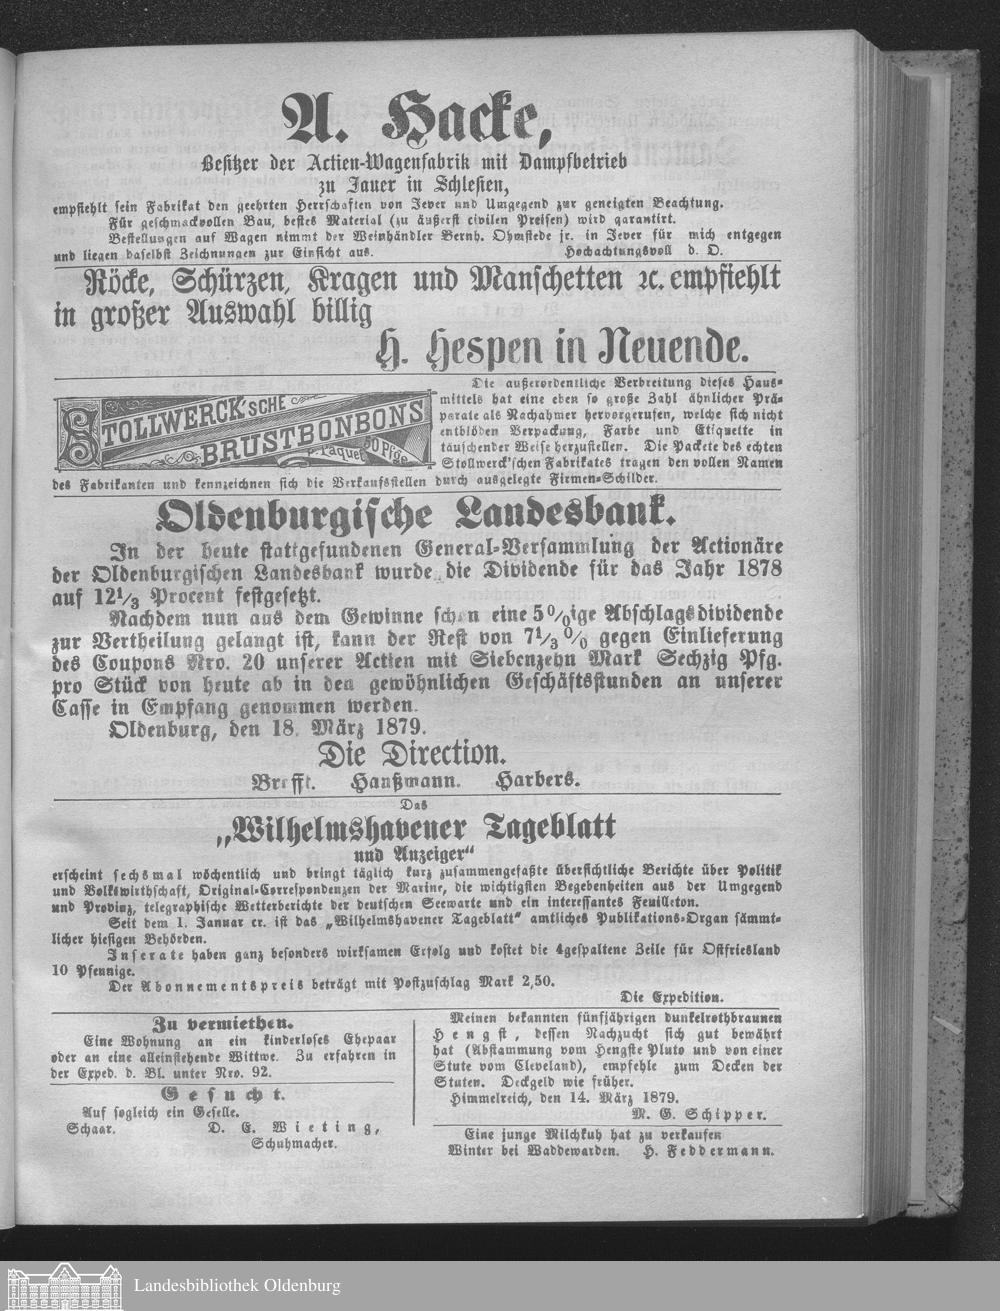 A. Hacke,
Besitzer der Actien-Wagenfabrik mit Dampfbetrieb
zu Jauer in Schlesien,
empfiehlt sein Fabrikat den geehrten Herrschaften von Jever und Umgegend zur geneigten Beachtung.
Für geschmackvollen Bau, bestes Material (zu äußerst civilen Preisen) wird garantirt.
Bestellungen auf Wagen nimmt der Weinhändler Bernh. Ohmstede jr. in Jever für mich entgegen
und liegen daselbst Zeichnungen zur Einsicht aus. Hochachtungsvoll d. O.
Röcke, Schürzen, Kragen und Manschetten ꝛc. empfiehlt
in großer Auswahl billig
H. Hespen in Neuende.
STOLLWERCK'SCHE
BRUSTBONBONS
p. Paquet 50 Pfge
Die außerordentliche Verbreitung dieses Haus-
mittels hat eine eben so große Zahl ähnlicher Prä-
parate als Nachahmer hervorgerufen, welche sich nicht
entblöden Verpackung, Farbe und Etiquette in
täuschender Weise herzustellen. Die Packete des echten
Stollwerck'schen Fabrikates tragen den vollen Namen
des Fabrikanten und kennzeichnen sich die Verkaufsstellen durch ausgelegte Firmen-Schilder.
Oldenburgische Landesbank.
In der heute stattgefundenen General-Versammlung der Actionäre
der Oldenburgischen Landesbank wurde die Dividende für das Jahr 1878
auf 12⅓ Procent festgesetzt.
Nachdem nun aus dem Gewinne schon eine 5%ige Abschlagsdividende
zur Vertheilung gelangt ist, kann der Rest von 7⅓% gegen Einlieferung
des Coupons Nro. 20 unserer Actien mit Siebenzehn Mark Sechzig Pfg.
pro Stück von heute ab in den gewöhnlichen Geschäftsstunden an unserer
Casse in Empfang genommen werden.
Oldenburg, den 18. März 1879.
Die Direction.
Haußmann. Harbers.
Das
„Wilhelmshavener Tageblatt
und Anzeiger“
erscheint sechsmal wöchentlich und bringt täglich kurz zusammengefaßte übersichtliche Berichte über Politik
und Volkswirthschaft, Original-Correspondenzen der Marine, die wichtigsten Begebenheiten aus der Umgegend
und Provinz, telegraphische Wetterberichte der deutschen Seewarte und ein interessantes Feuilleton.
Seit dem 1. Januar cr. ist das „Wilhelmshavener Tageblatt“ amtliches Publikations-Organ sämmt-
licher hiesigen Behörden.
Inserate haben ganz besonders wirksamen Erfolg und kostet die 4gespaltene Zeile für Ostfriesland
10 Pfennige.
Der Abonnementspreis beträgt mit Postzuschlag Mark 2,50.
Die Expedition.
Zu vermiethen.
Eine Wohnung an ein kinderloses Ehepaar
oder an eine alleinstehende Wittwe. Zu erfahren in
der Exped. d. Bl. unter Nro. 92.
Gesucht.
Auf sogleich ein Geselle.
Schaar. D. E. Wieting,
Schuhmacher.
Meinen bekannten fünfjährigen dunkelrothbraunen
Hengst, dessen Nachzucht sich gut bewährt
hat (Abstammung vom Hengste Pluto und von einer
Stute vom Cleveland), empfehle zum Decken der
Stuten. Deckgeld wie früher.
Himmelreich, den 14. März 1879.
M. G. Schipper.
Eine junge Milchkuh hat zu verkaufen
Winter bei Waddewarden. H. Feddermann.
Landesbibliothek Oldenburg